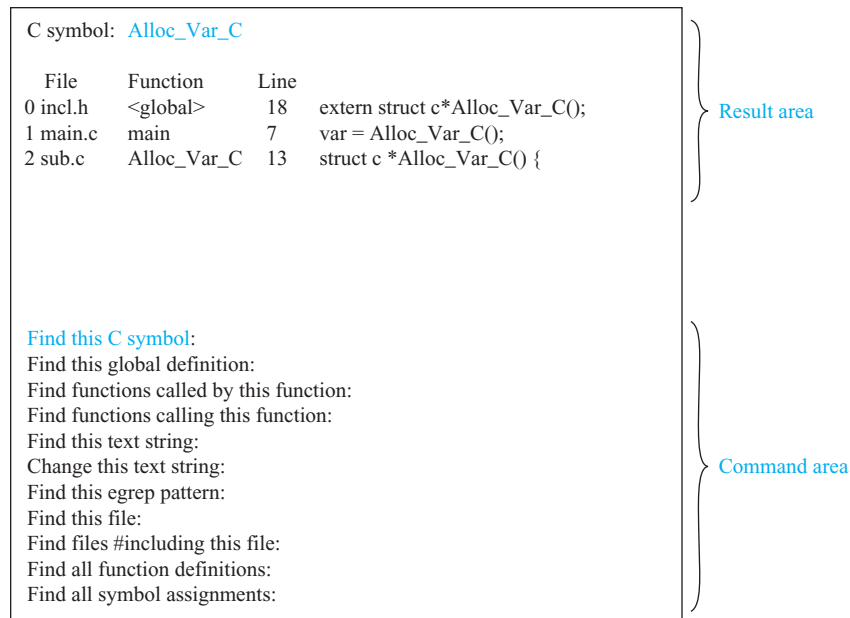 C symbol: Alloc_Var_C
File Function Line
0 incl.h <global> 18 extern struct c*Alloc_Var_C();
1 main.c main 7 var = Alloc_Var_C();
2 sub.c Alloc_Var_C 13 struct c *Alloc_Var_C() {
Result area
Find this C symbol:
Find this global definition:
Find functions called by this function:
Find functions calling this function:
Find this text string:
Change this text string:
Find this egrep pattern:
Find this file:
Find files #including this file:
Find all function definitions:
Find all symbol assignments:
Command area